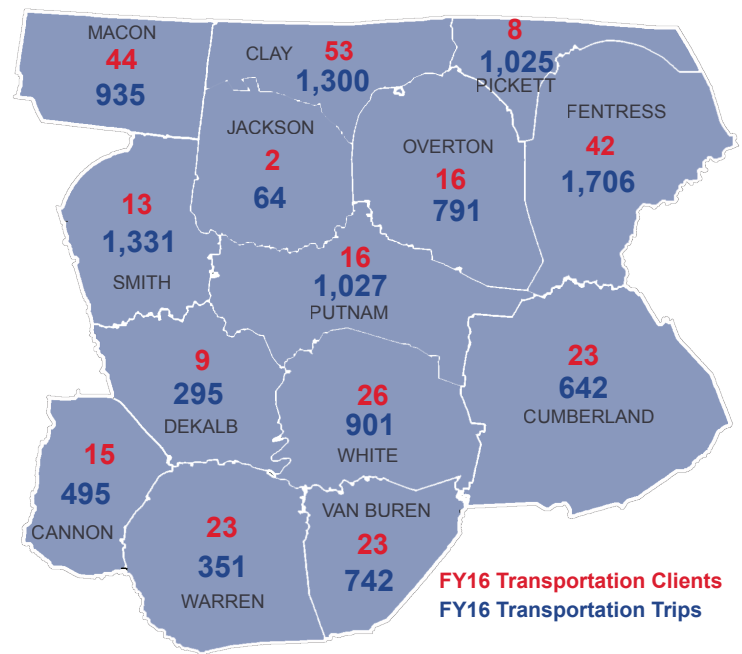 MACON
44
935
CLAY
53
1,300
8
1,025
PICKETT
FENTRESS
42
1,706
JACKSON
2
64
OVERTON
16
791
13
1,331
SMITH
16
1,027
PUTNAM
9
295
DEKALB
26
901
WHITE
23
642
CUMBERLAND
15
495
CANNON
23
351
WARREN
VAN BUREN
23
742
FY16 Transportation Clients
FY16 Transportation Trips